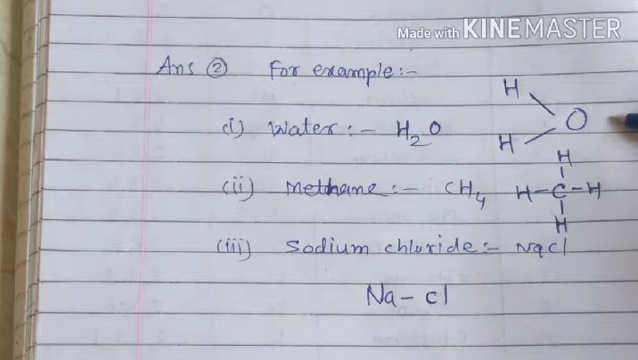 Made with KINEMASTER
Ans ② For example:-
H
(i) Water:- H₂O H O
H
(ii) Methane:- CH₄ H-C-H
H
(iii) Sodium chloride:- Nacl
Na - cl